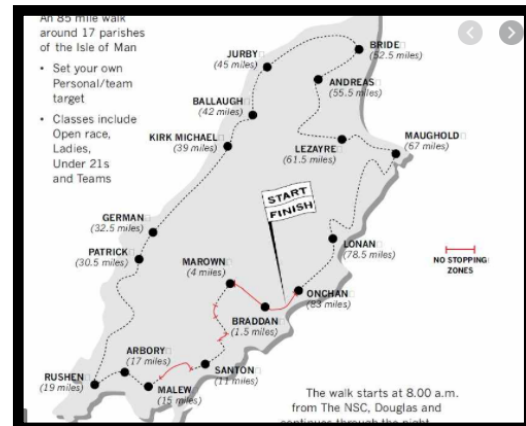 An 85 mile walk
around 17 parishes
of the Isle of Man
• Set your own
Personal/team
target
• Classes include
Open race,
Ladies,
Under 21s
and Teams
JURBY
(45 miles)
BRIDE
(52.5 miles)
ANDREAS
(55.5 miles)
BALLAUGH
(42 miles)
KIRK MICHAEL
(39 miles)
LEZAYRE
(61.5 miles)
MAUGHOLD
(67 miles)
START
FINISH
GERMAN
(32.5 miles)
PATRICK
(30.5 miles)
MAROWN
(4 miles)
LONAN
(78.5 miles)
NO STOPPING
ZONES
ONCHAN
(83 miles)
BRADDAN
(1.5 miles)
ARBORY
(17 miles)
SANTON
(11 miles)
RUSHEN
(19 miles)
MALEW
(15 miles)
The walk starts at 8.00 a.m.
from The NSC, Douglas and
continues through the night